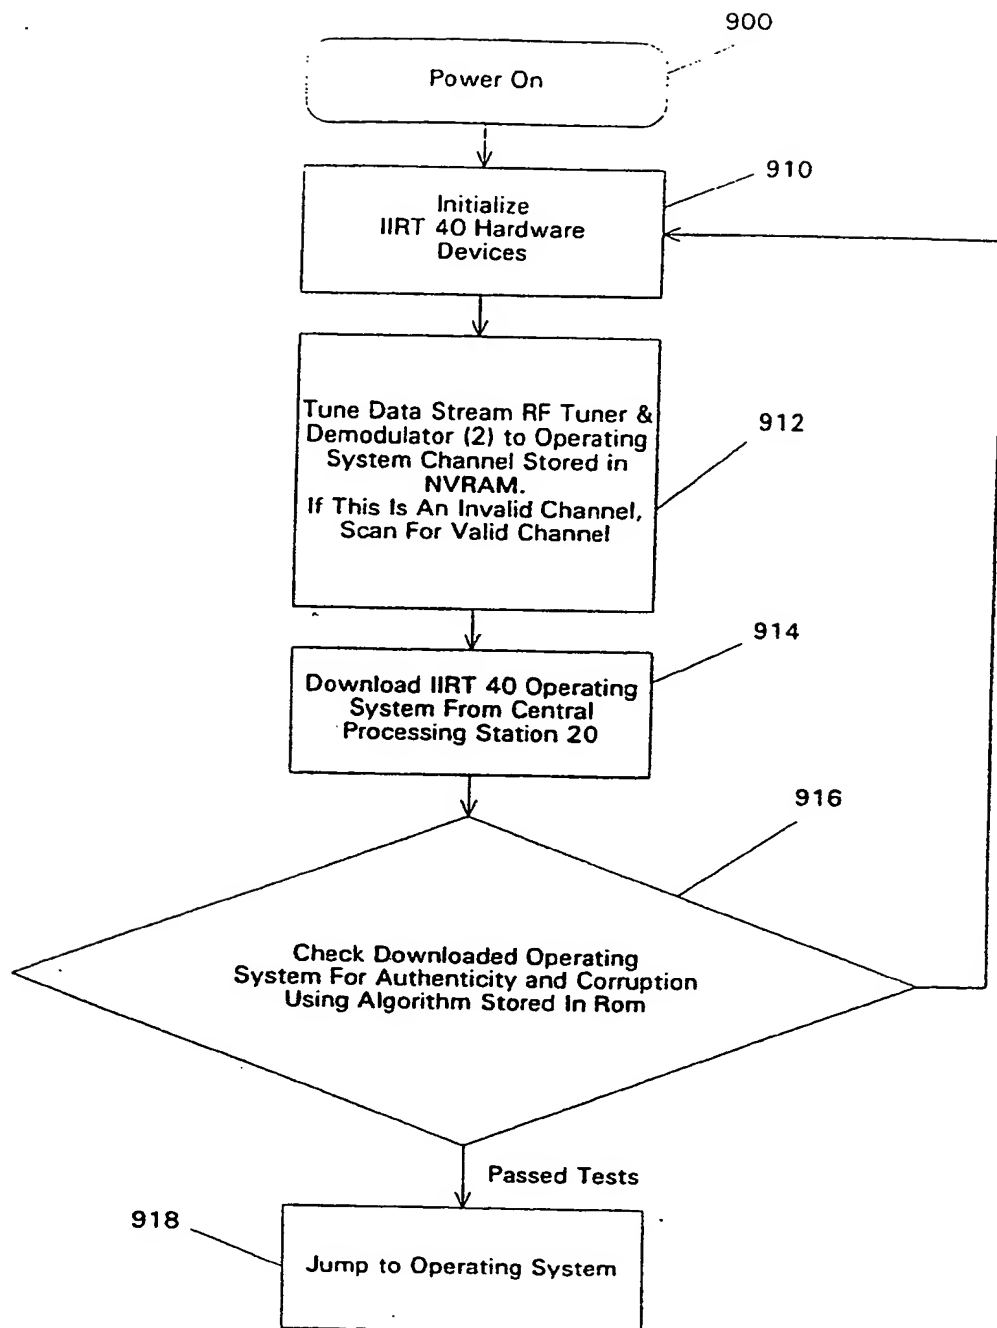 900
Power On
910
Initialize
IIRT 40 Hardware
Devices
Tune Data Stream RF Tuner &
Demodulator (2) to Operating
System Channel Stored in
NVRAM.
If This Is An Invalid Channel,
Scan For Valid Channel
912
914
Download IIRT 40 Operating
System From Central
Processing Station 20
916
Check Downloaded Operating
System For Authenticity and Corruption
Using Algorithm Stored In Rom
Passed Tests
918
Jump to Operating System